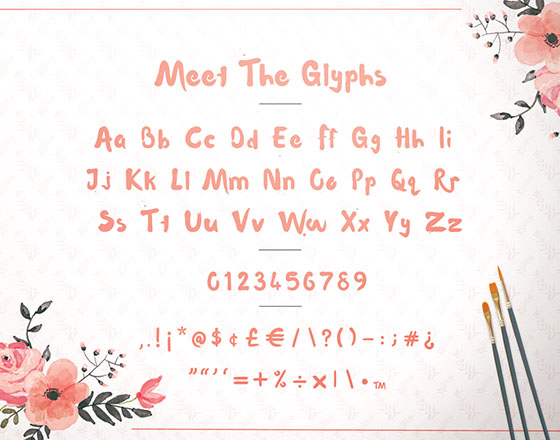 Meet The Glyphs
Aa Bb Cc Dd Ee Ff Gg Hh Ii
Jj Kk Ll Mm Nn Oo Pp Qq Rr
Ss Tt Uu Vv Ww Xx Yy Zz
0123456789
,.!¡*@$¢£€/\?()-:;#¿
"“‘‘=+%÷×|\•™